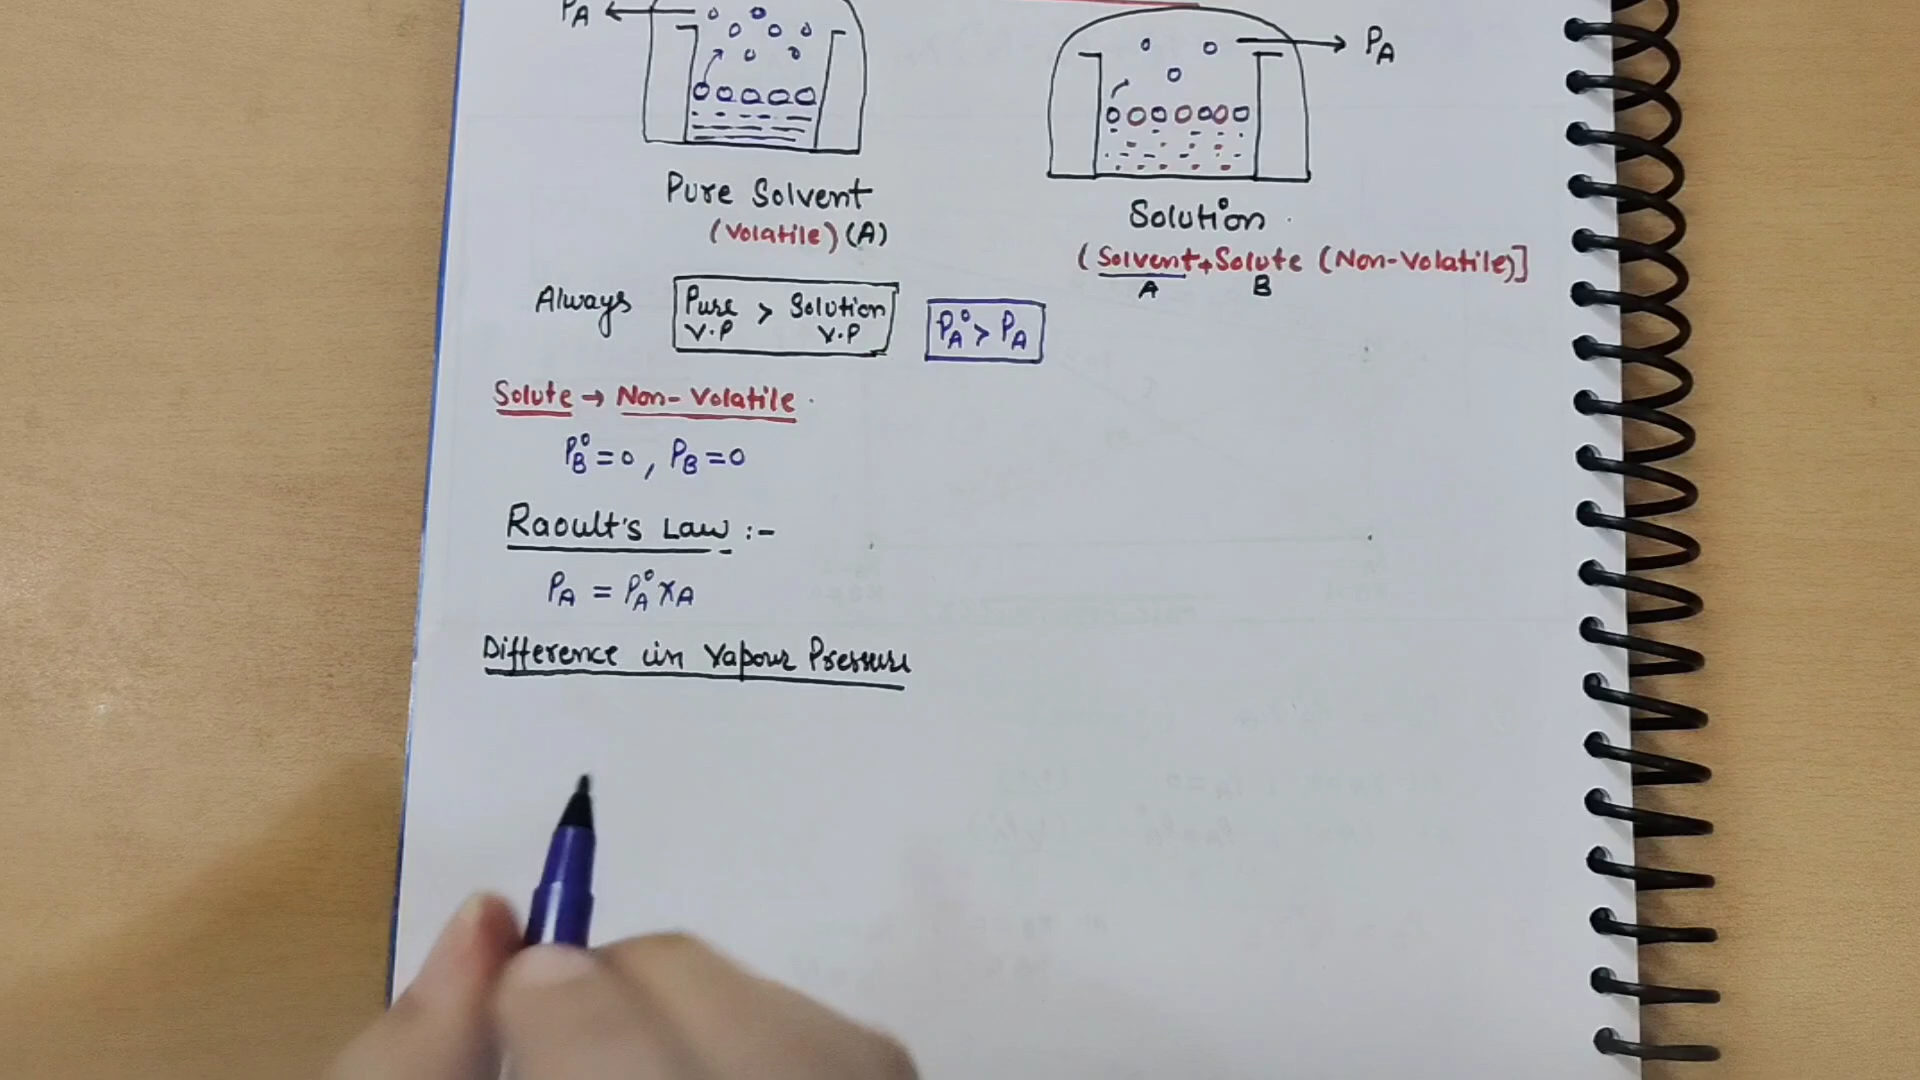 PA
PA
Pure Solvent
(Volatile) (A)
Solution
(Solvent+Solute (Non-Volatile)]
A B
Always Pure > Solution PA° > PA
V.P V.P
Solute → Non-Volatile
PB° = 0, PB = 0
Raoult's Law :-
PA = PA° xA
Difference in Vapour Pressure